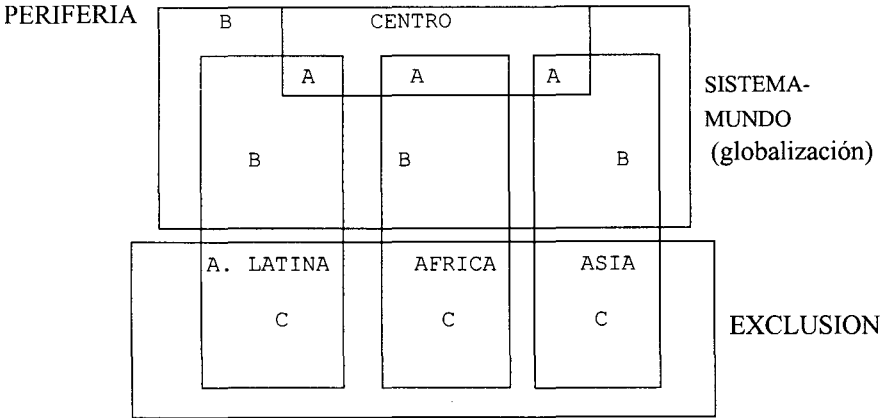 PERIFERIA B CENTRO
A A A
SISTEMA-
MUNDO
B B B (globalización)
A. LATINA AFRICA ASIA
C C C EXCLUSION